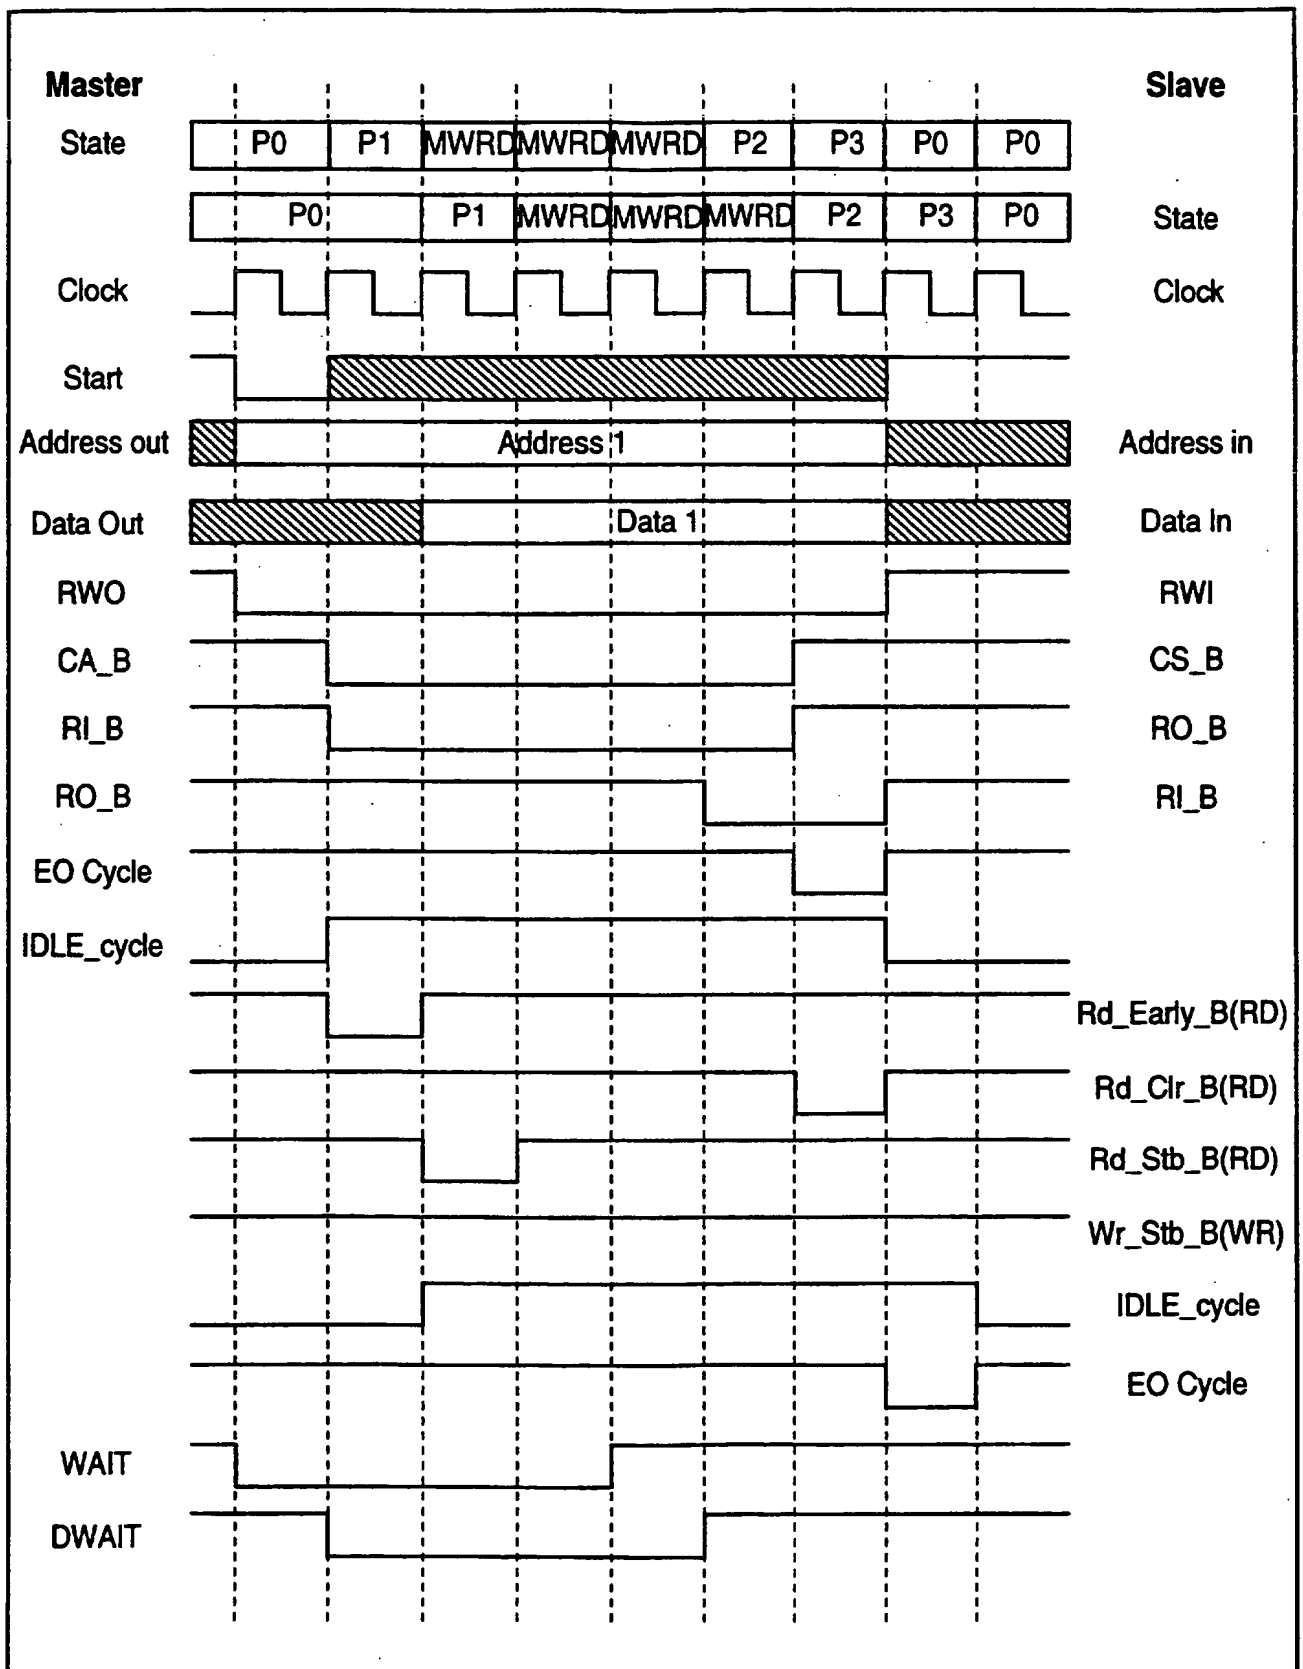 Master Slave
State P0 P1 MWRD MWRD MWRD P2 P3 P0 P0
P0 P1 MWRD MWRD MWRD P2 P3 P0 State
Clock Clock
Start
Address out Address 1 Address in
Data Out Data 1 Data In
RWO RWI
CA_B CS_B
RI_B RO_B
RO_B RI_B
EO Cycle
IDLE_cycle
Rd_Early_B(RD)
Rd_Clr_B(RD)
Rd_Stb_B(RD)
Wr_Stb_B(WR)
IDLE_cycle
EO Cycle
WAIT
DWAIT